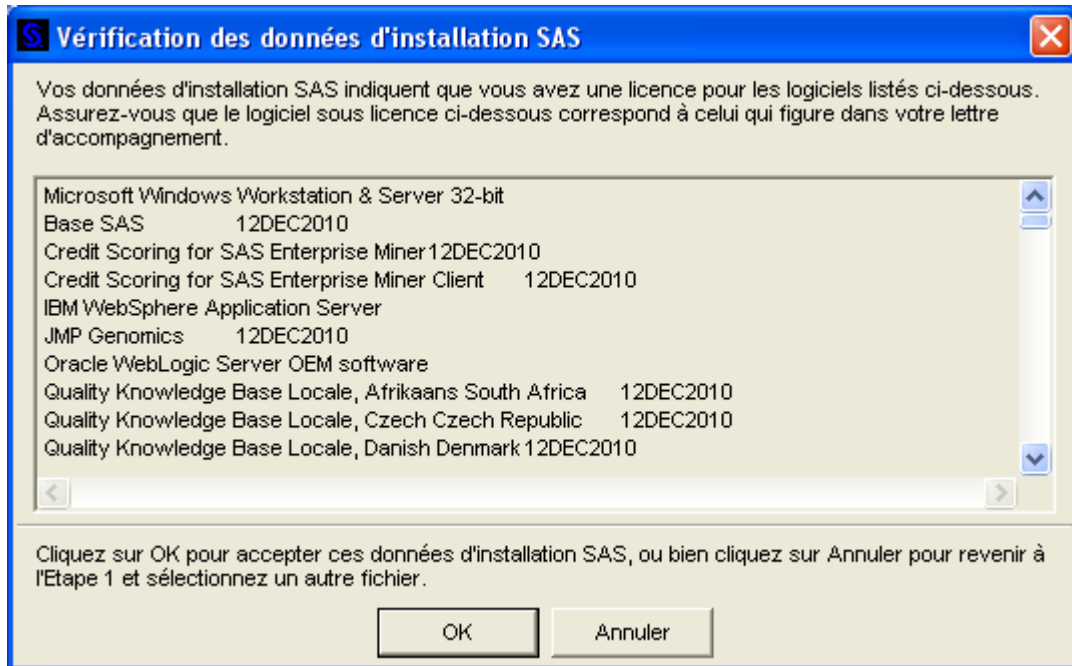 Vérification des données d'installation SAS
Vos données d'installation SAS indiquent que vous avez une licence pour les logiciels listés ci-dessous.
Assurez-vous que le logiciel sous licence ci-dessous correspond à celui qui figure dans votre lettre
d'accompagnement.
Microsoft Windows Workstation & Server 32-bit
Base SAS 12DEC2010
Credit Scoring for SAS Enterprise Miner 12DEC2010
Credit Scoring for SAS Enterprise Miner Client 12DEC2010
IBM WebSphere Application Server
JMP Genomics 12DEC2010
Oracle WebLogic Server OEM software
Quality Knowledge Base Locale, Afrikaans South Africa 12DEC2010
Quality Knowledge Base Locale, Czech Czech Republic 12DEC2010
Quality Knowledge Base Locale, Danish Denmark 12DEC2010
Cliquez sur OK pour accepter ces données d'installation SAS, ou bien cliquez sur Annuler pour revenir à
l'Etape 1 et sélectionnez un autre fichier.
OK Annuler